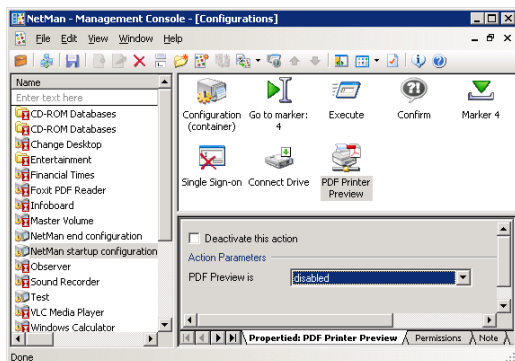 NetMan - Management Console - [Configurations]
File Edit View Window Help
Name
Enter text here
CD-ROM Databases
CD-ROM Databases
Change Desktop
Entertainment
Financial Times
Foxit PDF Reader
Infoboard
Master Volume
NetMan end configuration
NetMan startup configuration
Observer
Sound Recorder
Test
VLC Media Player
Windows Calculator
Configuration (container)
Go to marker: 4
Execute
Confirm
Marker 4
Single Sign-on
Connect Drive
PDF Printer Preview
Deactivate this action
Action Parameters
PDF Preview is
disabled
Propertied: PDF Printer Preview
Permissions
Note
Done